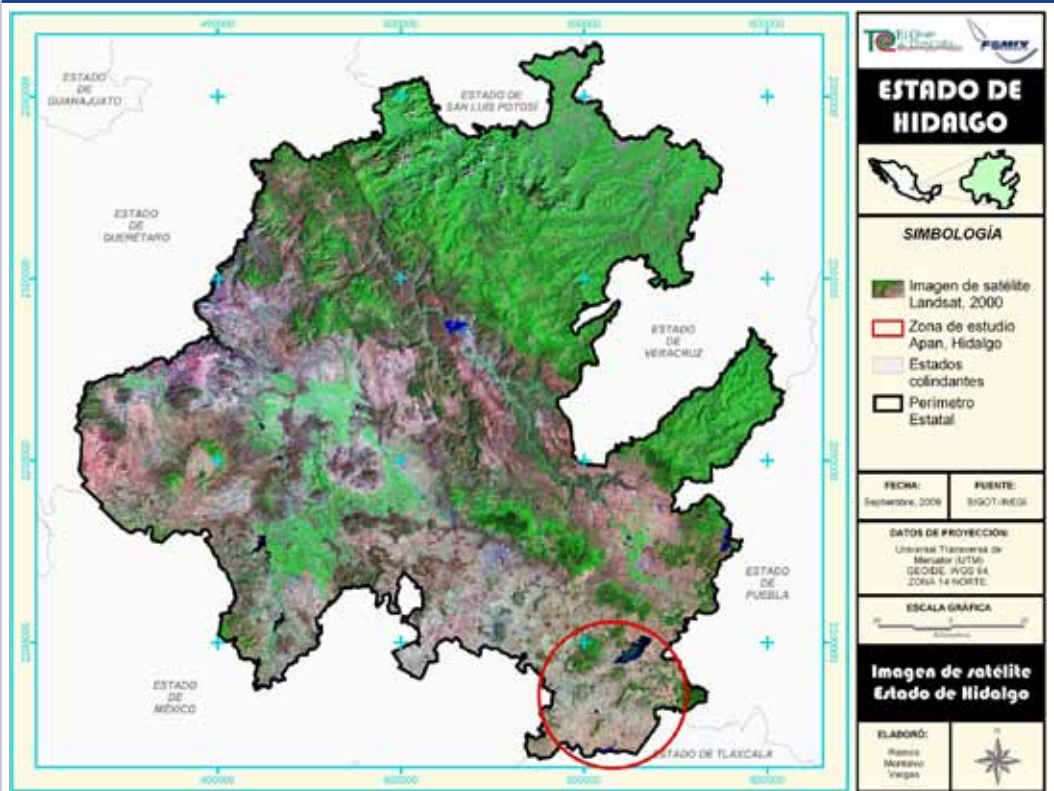 ESTADO
DE
GUANAJUATO
ESTADO DE
SAN LUIS POTOSÍ
ESTADO
DE
QUERÉTARO
ESTADO
DE
VERACRUZ
ESTADO
DE
PUEBLA
ESTADO
DE
MÉXICO
ESTADO DE TLAXCALA
FOMIX
ESTADO DE
HIDALGO
SIMBOLOGÍA
Imagen de satélite
Landsat, 2000
Zona de estudio
Apan, Hidalgo
Estados
colindantes
Perímetro
Estatal
FECHA:
Septiembre, 2009
FUENTE:
SIGOT-INEGI
DATOS DE PROYECCIÓN:
Universal Transversa de
Mercator (UTM)
GEOIDE: WGS 84,
ZONA 14 NORTE.
ESCALA GRÁFICA
Kilómetros
Imagen de satélite
Estado de Hidalgo
ELABORÓ:
Ramos
Montalvo
Vargas